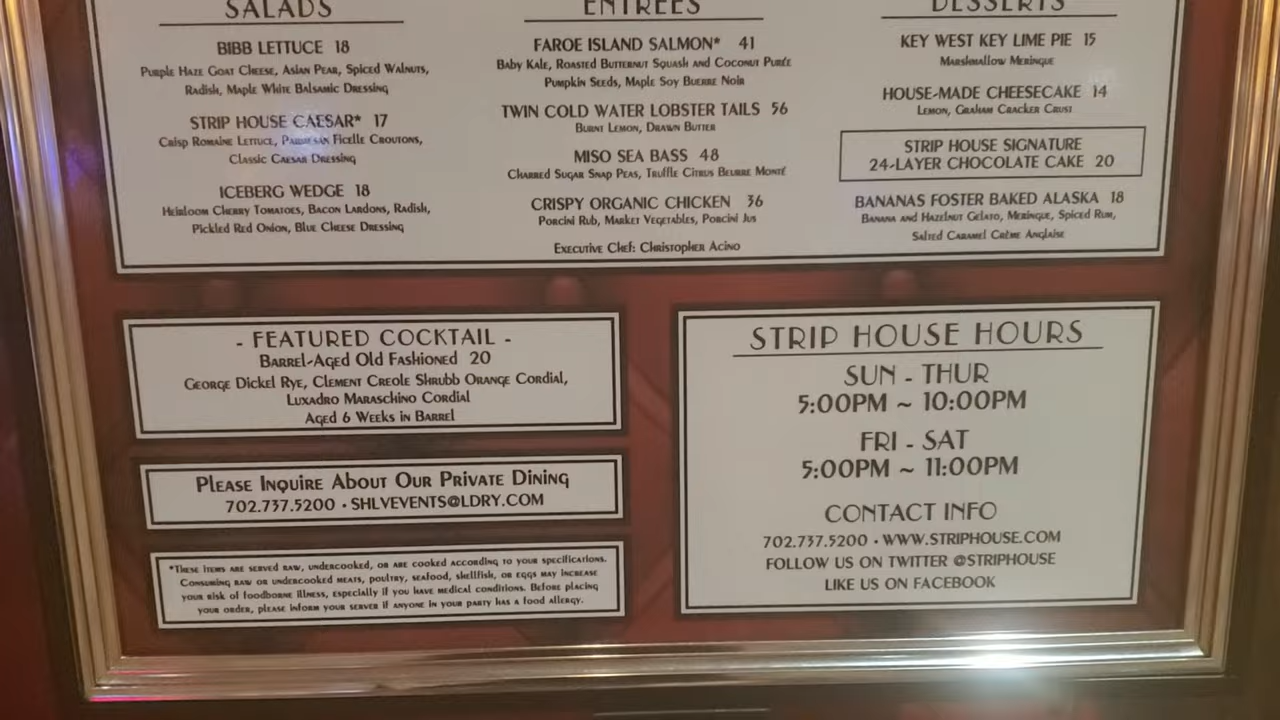 SALADS
BIBB LETTUCE 18
Purple Haze Goat Cheese, Asian Pear, Spiced Walnuts,
Radish, Maple White Balsamic Dressing
STRIP HOUSE CAESAR* 17
Crisp Romaine Lettuce, Parmesan Ficelle Croutons,
Classic Caesar Dressing
ICEBERG WEDGE 18
Heirloom Cherry Tomatoes, Bacon Lardons, Radish,
Pickled Red Onion, Blue Cheese Dressing
ENTREES
FAROE ISLAND SALMON* 41
Baby Kale, Roasted Butternut Squash and Coconut Purée
Pumpkin Seeds, Maple Soy Buerre Noir
TWIN COLD WATER LOBSTER TAILS 56
Burnt Lemon, Drawn Butter
MISO SEA BASS 48
Charred Sugar Snap Peas, Truffle Citrus Beurre Monté
CRISPY ORGANIC CHICKEN 36
Porcini Rub, Market Vegetables, Porcini Jus
Executive Chef: Christopher Acino
DESSERTS
KEY WEST KEY LIME PIE 15
Marshmallow Meringue
HOUSE-MADE CHEESECAKE 14
Lemon, Graham Cracker Crust
STRIP HOUSE SIGNATURE
24-LAYER CHOCOLATE CAKE 20
BANANAS FOSTER BAKED ALASKA 18
Banana and Hazelnut Gelato, Meringue, Spiced Rum,
Salted Caramel Crème Anglaise
- FEATURED COCKTAIL -
Barrel-Aged Old Fashioned 20
George Dickel Rye, Clement Creole Shrubb Orange Cordial,
Luxadro Maraschino Cordial
Aged 6 Weeks in Barrel
Please Inquire About Our Private Dining
702.737.5200 • SHLVEVENTS@LDRY.COM
*These items are served raw, undercooked, or are cooked according to your specifications.
Consuming raw or undercooked meats, poultry, seafood, shellfish, or eggs may increase
your risk of foodborne illness, especially if you have medical conditions. Before placing
your order, please inform your server if anyone in your party has a food allergy.
STRIP HOUSE HOURS
SUN - THUR
5:00PM ~ 10:00PM
FRI - SAT
5:00PM ~ 11:00PM
CONTACT INFO
702.737.5200 • WWW.STRIPHOUSE.COM
FOLLOW US ON TWITTER @STRIPHOUSE
LIKE US ON FACEBOOK